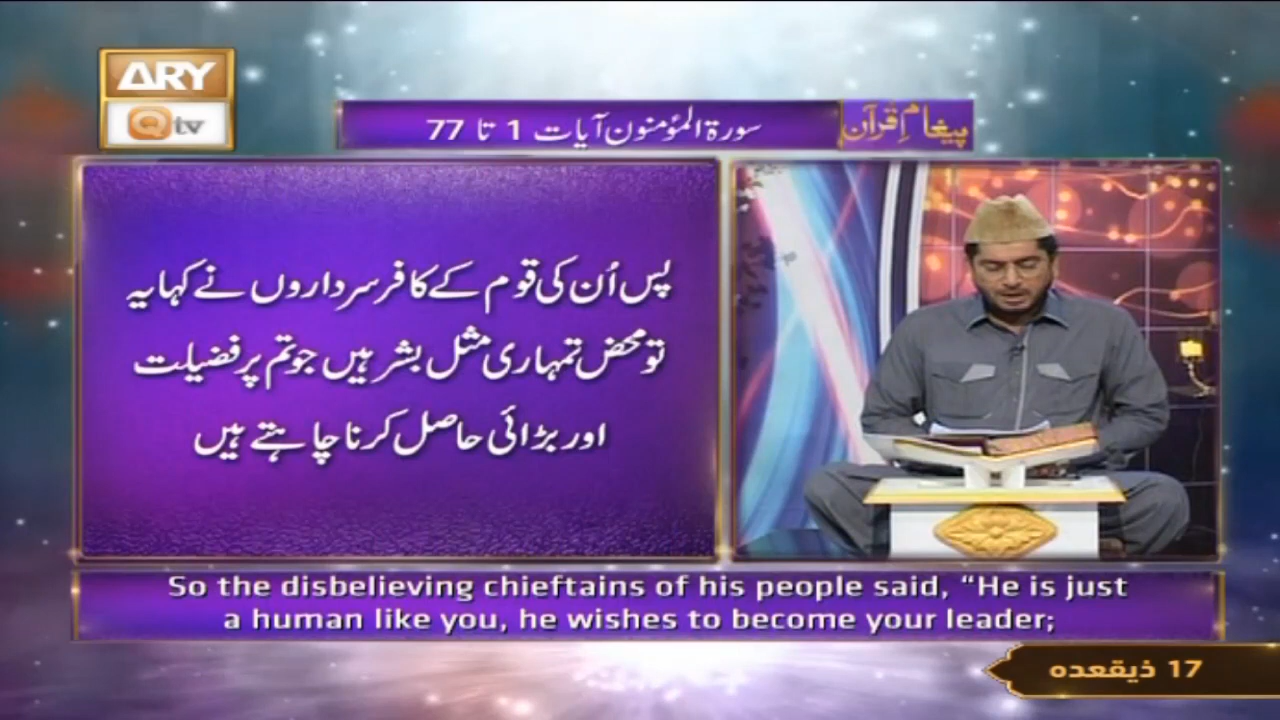 ARY
Qtv
پیغامِ قرآن
سورۃ المؤمنون آیات 1 تا 77
پس اُن کی قوم کے کافر سرداروں نے کہا یہ
تو محض تمہاری مثل بشر ہیں جو تم پر فضیلت
اور بڑائی حاصل کرنا چاہتے ہیں
So the disbelieving chieftains of his people said, “He is just
a human like you, he wishes to become your leader;
17 ذیقعدہ